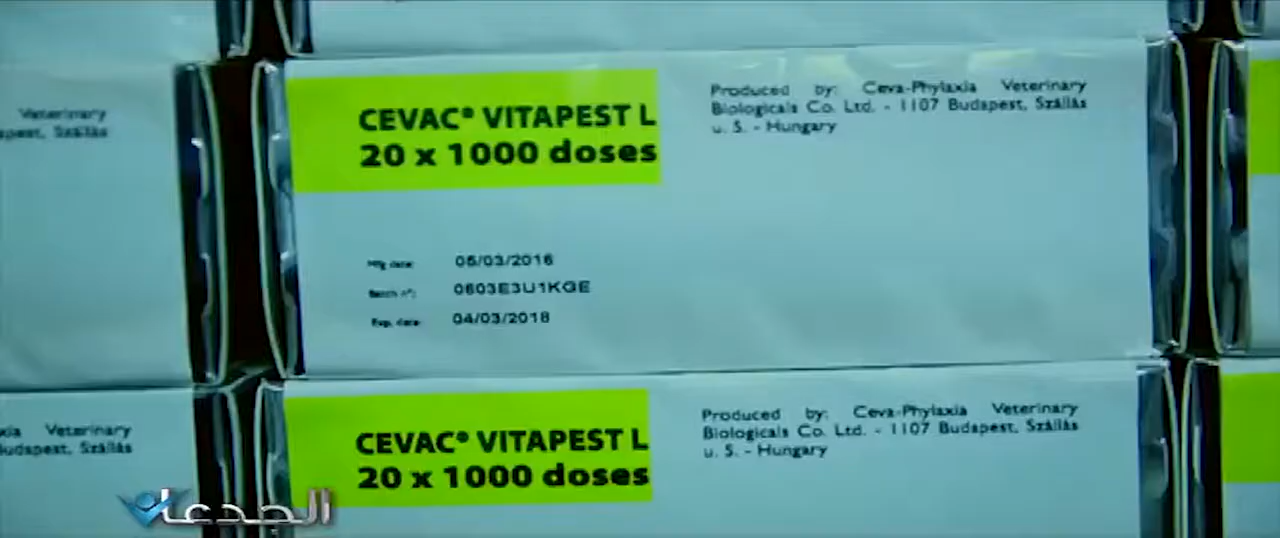 Veterinary
apest, Szállás
CEVAC® VITAPEST L
20 x 1000 doses
Produced by: Ceva-Phylaxia Veterinary
Biologicals Co. Ltd. - 1107 Budapest, Szállás
u. 5. - Hungary
Mfg date: 05/03/2016
Batch n°: 0603E3U1KGE
Exp. date: 04/03/2018
xia Veterinary
udapest, Szállás
CEVAC® VITAPEST L
20 x 1000 doses
Produced by: Ceva-Phylaxia Veterinary
Biologicals Co. Ltd. - 1107 Budapest, Szállás
u. 5. - Hungary
الجدعان